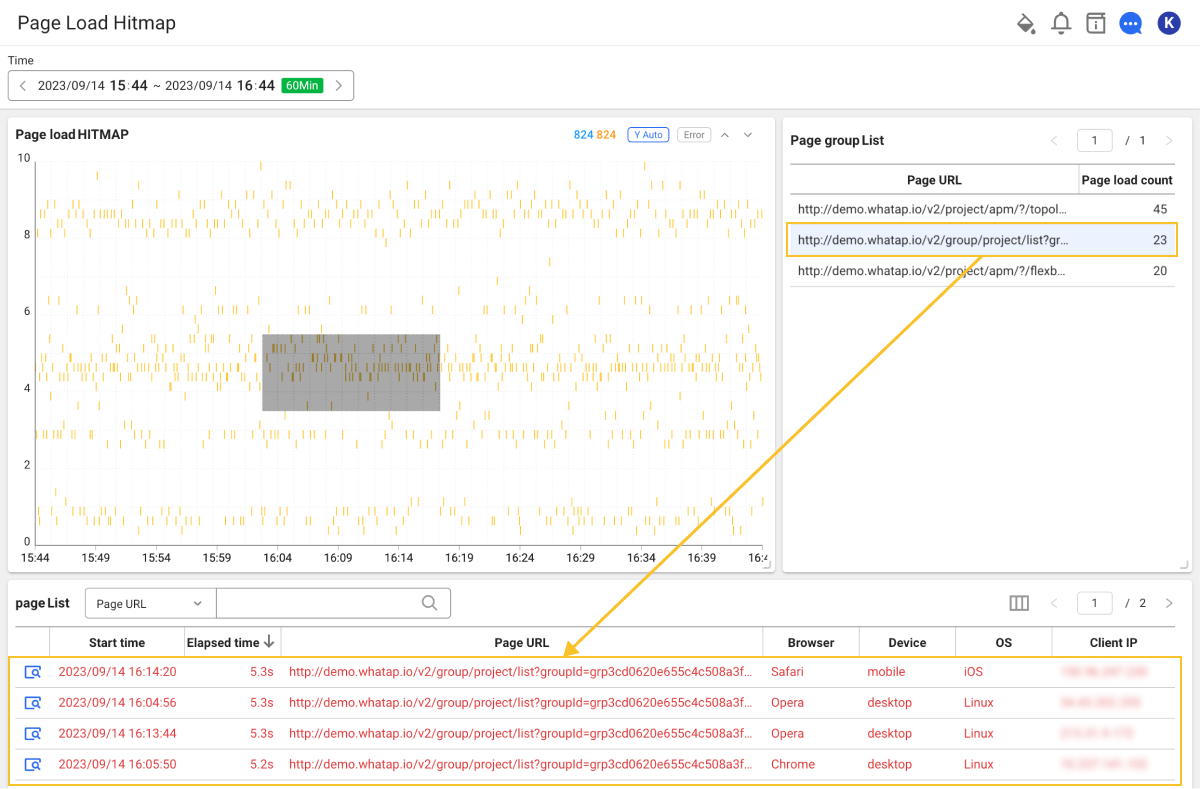 Page Load Hitmap
K
Time
2023/09/14 15:44 ~ 2023/09/14 16:44 60Min
Page load HITMAP
824 824 Y Auto Error
10
8
6
4
2
0
15:44 15:49 15:54 15:59 16:04 16:09 16:14 16:19 16:24 16:29 16:34 16:39 16:4
Page group List
1 / 1
Page URL Page load count
http://demo.whatap.io/v2/project/apm/?/topol... 45
http://demo.whatap.io/v2/group/project/list?gr... 23
http://demo.whatap.io/v2/project/apm/?/flexb... 20
page List Page URL 1 / 2
Start time Elapsed time Page URL Browser Device OS Client IP
2023/09/14 16:14:20 5.3s http://demo.whatap.io/v2/group/project/list?groupId=grp3cd0620e655c4c508a3f... Safari mobile iOS
2023/09/14 16:04:56 5.3s http://demo.whatap.io/v2/group/project/list?groupId=grp3cd0620e655c4c508a3f... Opera desktop Linux
2023/09/14 16:13:44 5.3s http://demo.whatap.io/v2/group/project/list?groupId=grp3cd0620e655c4c508a3f... Opera desktop Linux
2023/09/14 16:05:50 5.2s http://demo.whatap.io/v2/group/project/list?groupId=grp3cd0620e655c4c508a3f... Chrome desktop Linux